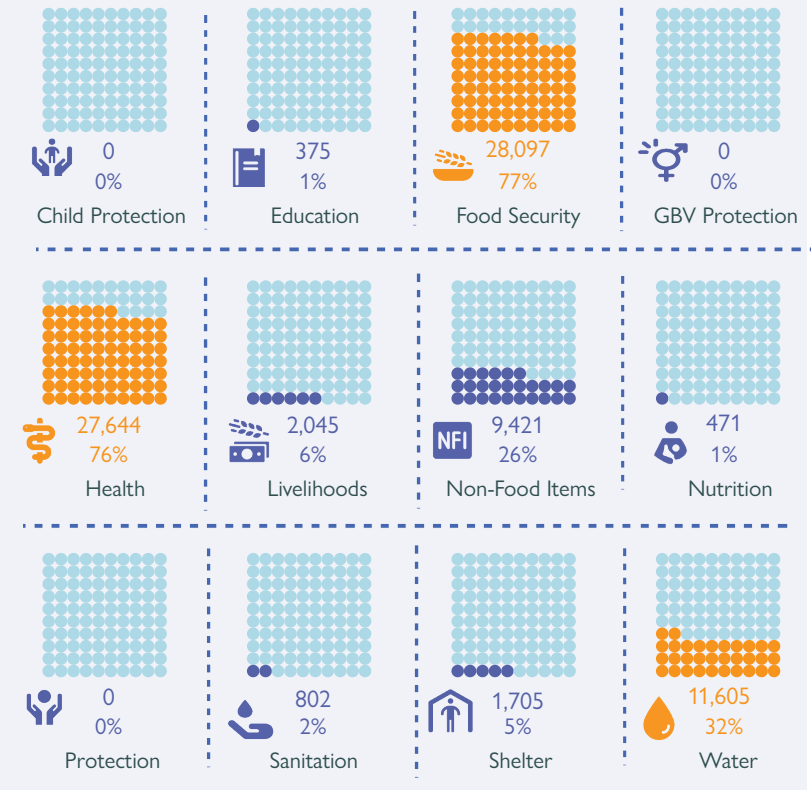 0
0%
Child Protection
375
1%
Education
28,097
77%
Food Security
0
0%
GBV Protection
27,644
76%
Health
2,045
6%
Livelihoods
NFI
9,421
26%
Non-Food Items
471
1%
Nutrition
0
0%
Protection
802
2%
Sanitation
1,705
5%
Shelter
11,605
32%
Water